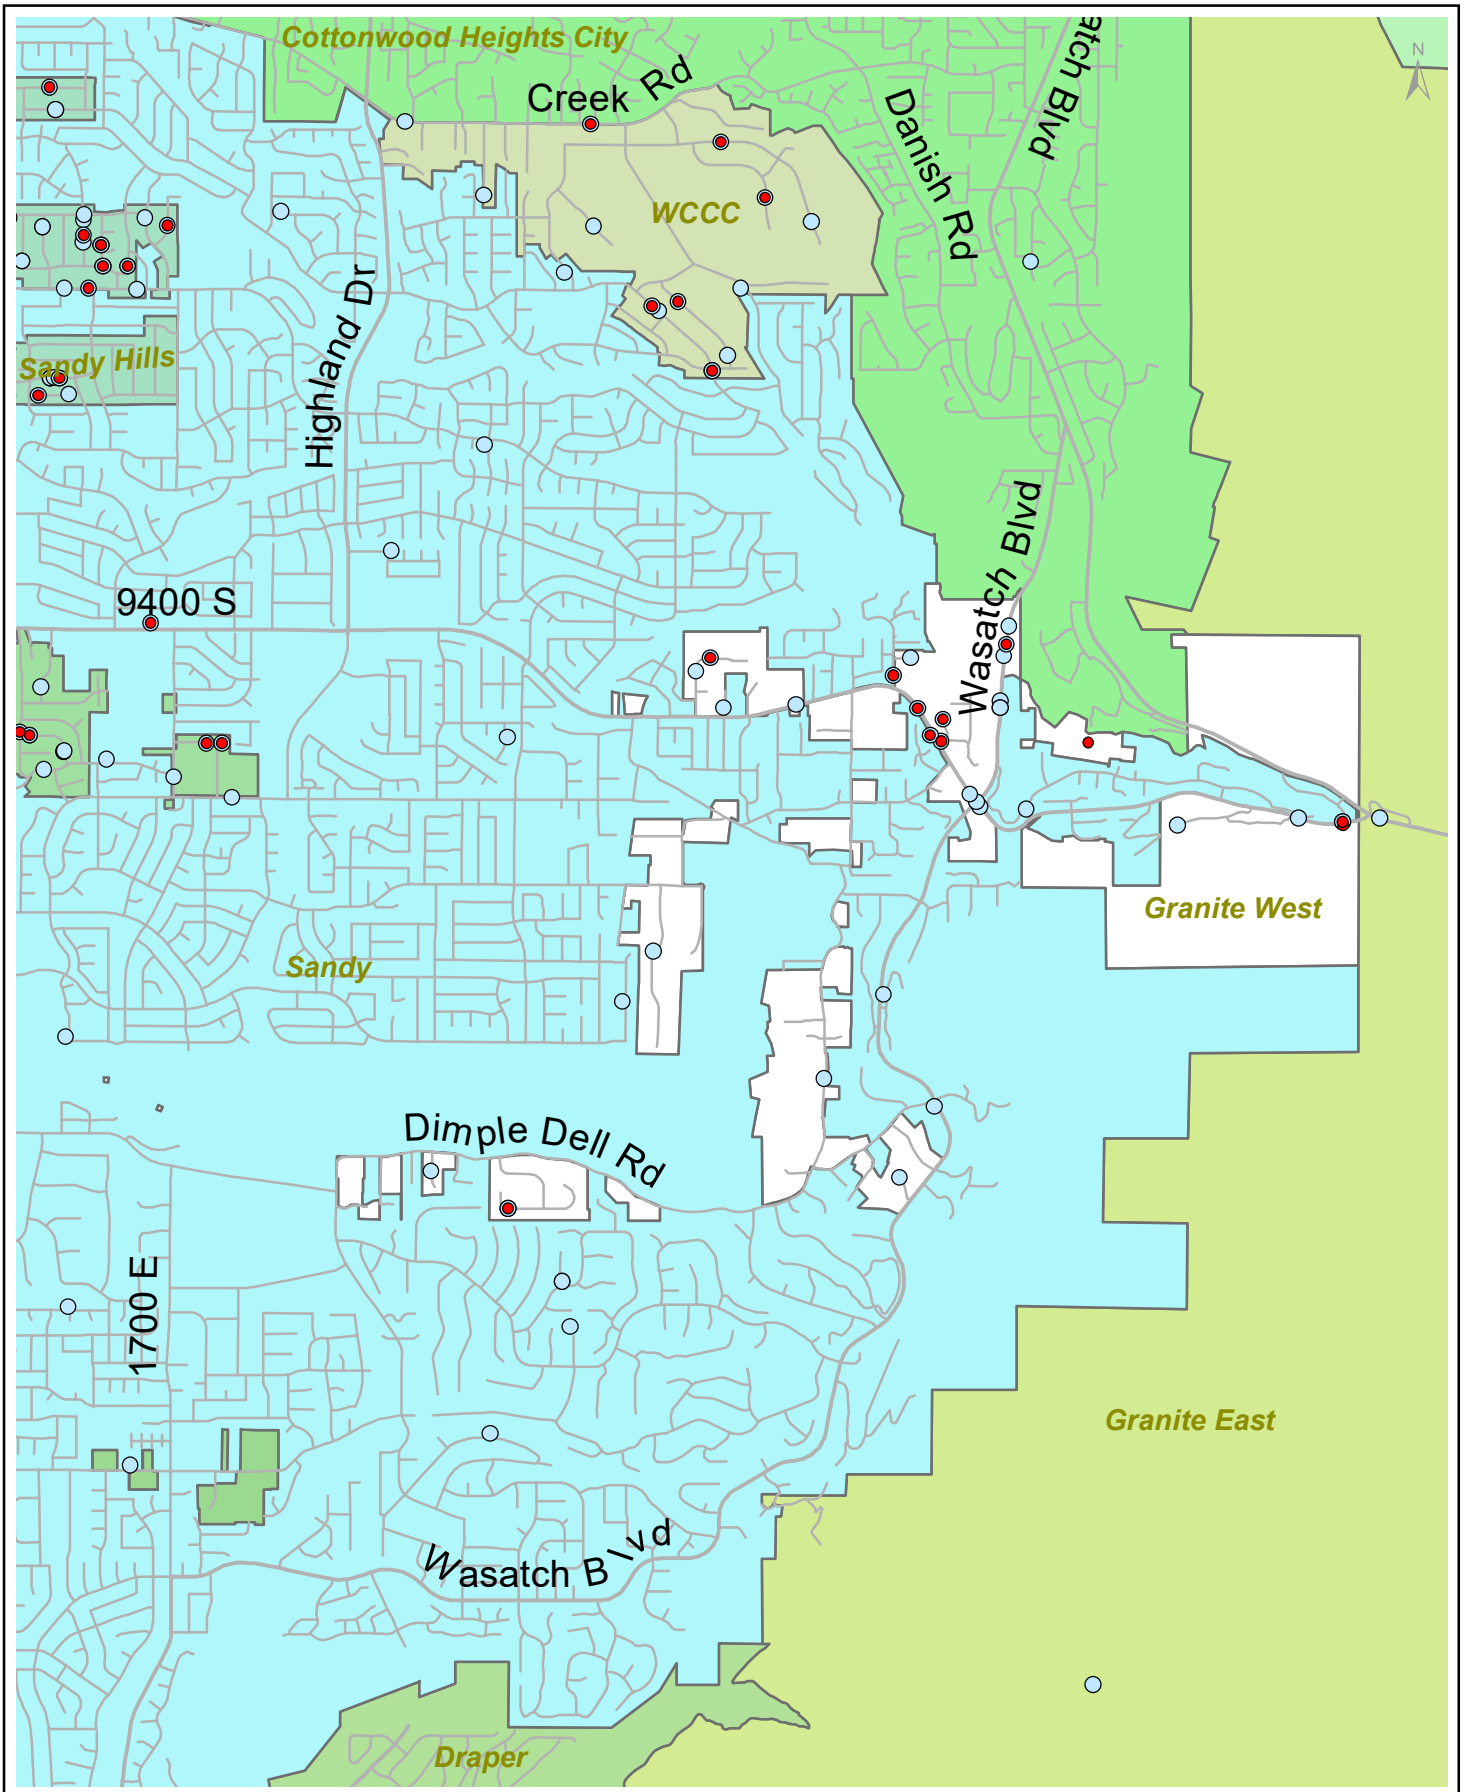 Cottonwood Heights City
atch Blvd
N
Creek Rd
Danish Rd
WCCC
Highland Dr
Sandy Hills
Wasatch Blvd
9400 S
Granite West
Sandy
Dimple Dell Rd
1700 E
Granite East
Wasatch Blvd
Draper